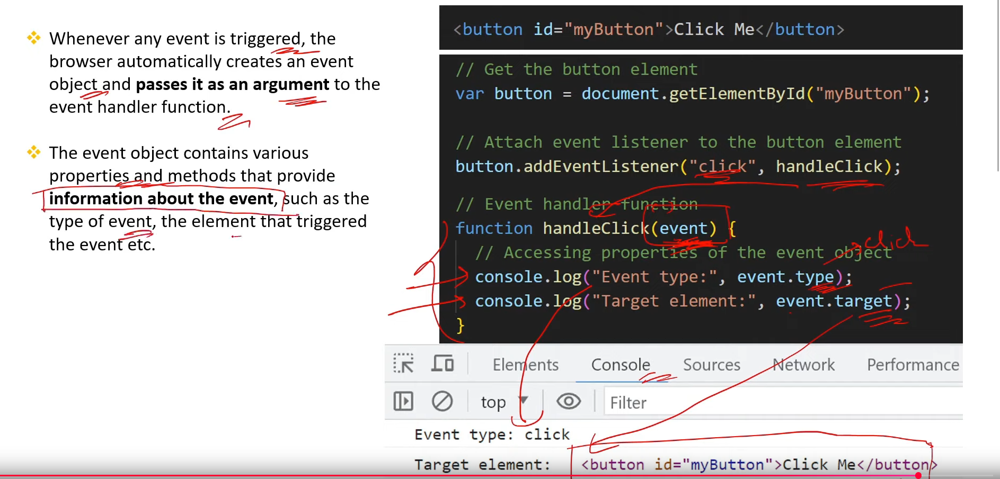 Whenever any event is triggered, the
browser automatically creates an event
object and passes it as an argument to the
event handler function.
The event object contains various
properties and methods that provide
information about the event, such as the
type of event, the element that triggered
the event etc.
<button id="myButton">Click Me</button>
// Get the button element
var button = document.getElementById("myButton");
// Attach event listener to the button element
button.addEventListener("click", handleClick);
// Event handler function
function handleClick(event) {
// Accessing properties of the event object
click
console.log("Event type:", event.type);
console.log("Target element:", event.target);
}
Elements Console Sources Network Performance
top Filter
Event type: click
Target element: <button id="myButton">Click Me</button>